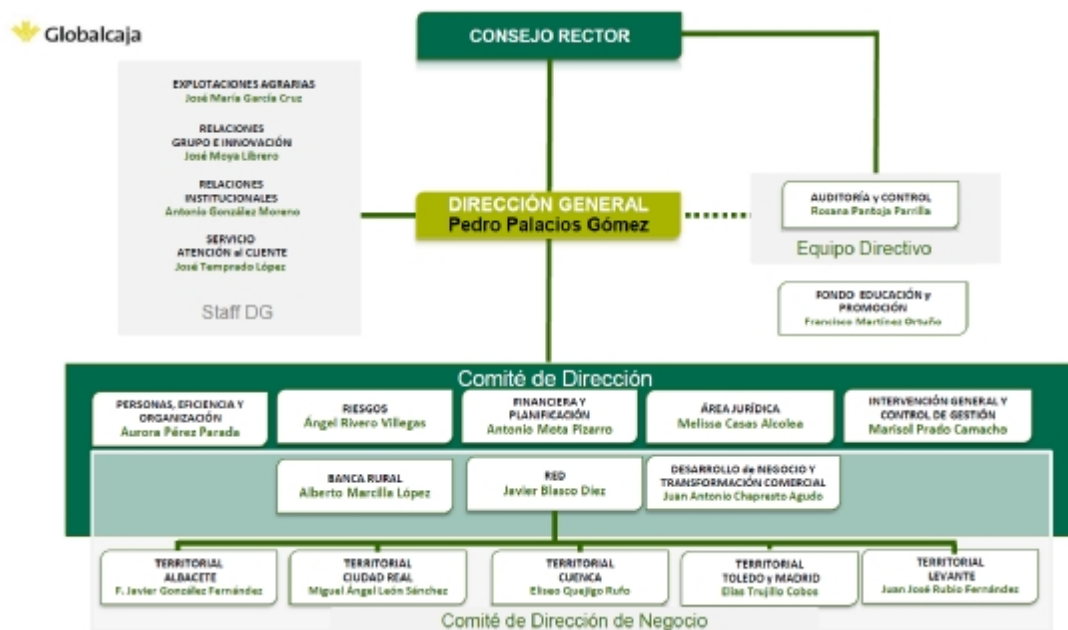 Globalcaja
CONSEJO RECTOR
EXPLOTACIONES AGRARIAS
José María García Cruz
RELACIONES
GRUPO E INNOVACIÓN
José Moya Librero
RELACIONES
INSTITUCIONALES
Antonio González Moreno
SERVICIO
ATENCIÓN al CLIENTE
José Temprado López
Staff DG
DIRECCIÓN GENERAL
Pedro Palacios Gómez
AUDITORÍA y CONTROL
Rosana Pantoja Parrilla
Equipo Directivo
FONDO EDUCACIÓN y
PROMOCIÓN
Francisco Martínez Ortuño
Comité de Dirección
PERSONAS, EFICIENCIA Y
ORGANIZACIÓN
Aurora Pérez Parada
RIESGOS
Ángel Rivero Villegas
FINANCIERA y
PLANIFICACIÓN
Antonio Mota Pizarro
ÁREA JURÍDICA
Melissa Casas Alcolea
INTERVENCIÓN GENERAL Y
CONTROL DE GESTIÓN
Marisol Prado Camacho
BANCA RURAL
Alberto Marcilla López
RED
Javier Blasco Díez
DESARROLLO de NEGOCIO Y
TRANSFORMACIÓN COMERCIAL
Juan Antonio Chapresto Agudo
TERRITORIAL
ALBACETE
F. Javier González Fernández
TERRITORIAL
CIUDAD REAL
Miguel Ángel León Sánchez
TERRITORIAL
CUENCA
Eliseo Quejigo Rufo
TERRITORIAL
TOLEDO y MADRID
Elías Trujillo Cobos
TERRITORIAL
LEVANTE
Juan José Rubio Fernández
Comité de Dirección de Negocio